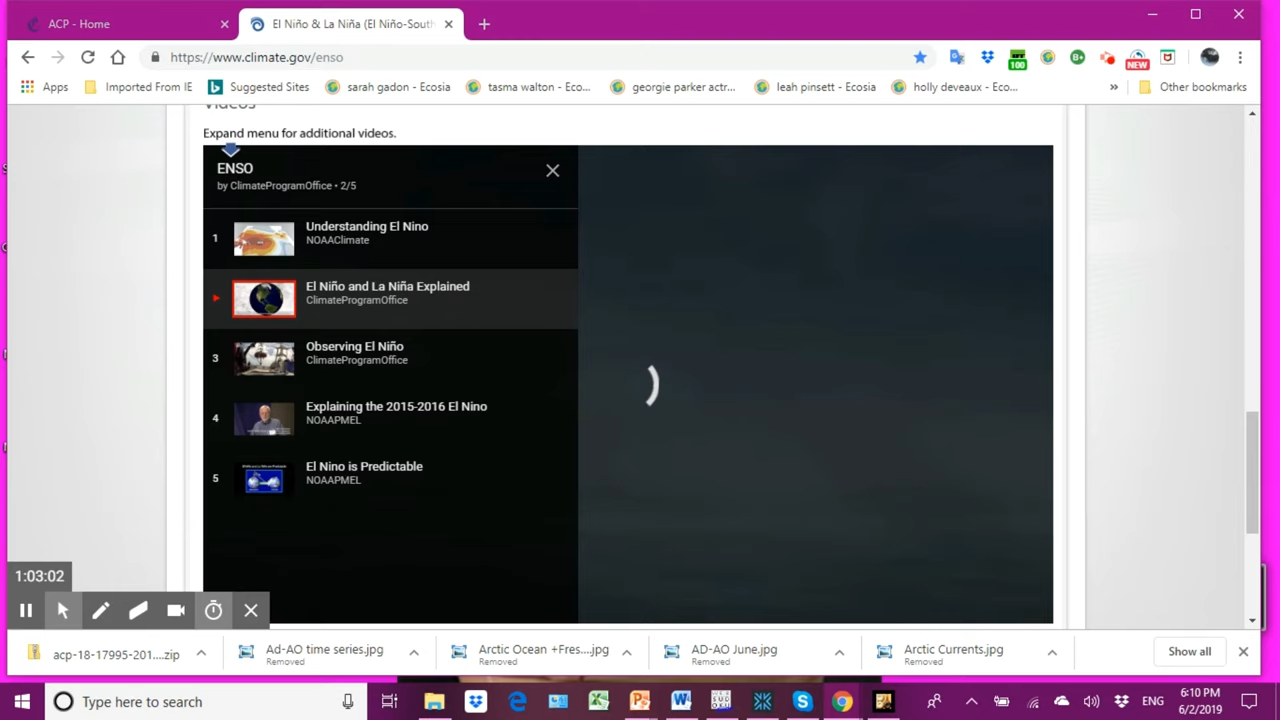 ACP - Home
El Niño & La Niña (El Niño-South
https://www.climate.gov/enso
100
B+
NEW
Apps
Imported From IE
Suggested Sites
sarah gadon - Ecosia
tasma walton - Eco...
georgie parker actr...
leah pinsett - Ecosia
holly deveaux - Eco...
»
Other bookmarks
Videos
Expand menu for additional videos.
ENSO
by ClimateProgramOffice • 2/5
1
Understanding El Nino
NOAAClimate
El Niño and La Niña Explained
ClimateProgramOffice
3
Observing El Niño
ClimateProgramOffice
4
Explaining the 2015-2016 El Nino
NOAAPMEL
5
El Nino is Predictable
NOAAPMEL
1:03:02
acp-18-17995-201....zip
Ad-AO time series.jpg
Removed
Arctic Ocean +Fres....jpg
Removed
AD-AO June.jpg
Removed
Arctic Currents.jpg
Removed
Show all
Type here to search
ENG
6:10 PM
6/2/2019